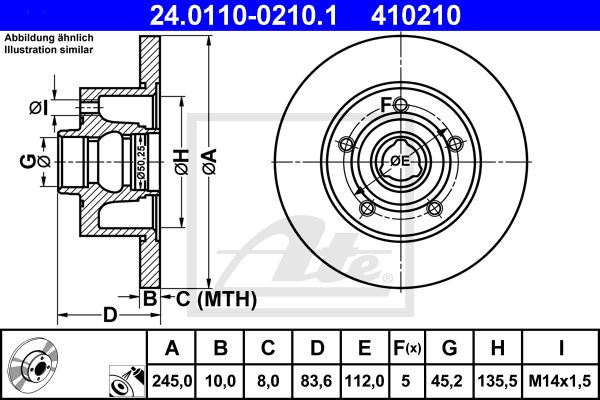 24.0110-0210.1 410210
Abbildung ähnlich
Illustration similar
ØI
G
Ø
Ø50,25
ØH
ØA
F
ØE
B
C (MTH)
D
Ate
A B C D E F(x) G H I
245,0 10,0 8,0 83,6 112,0 5 45,2 135,5 M14x1,5